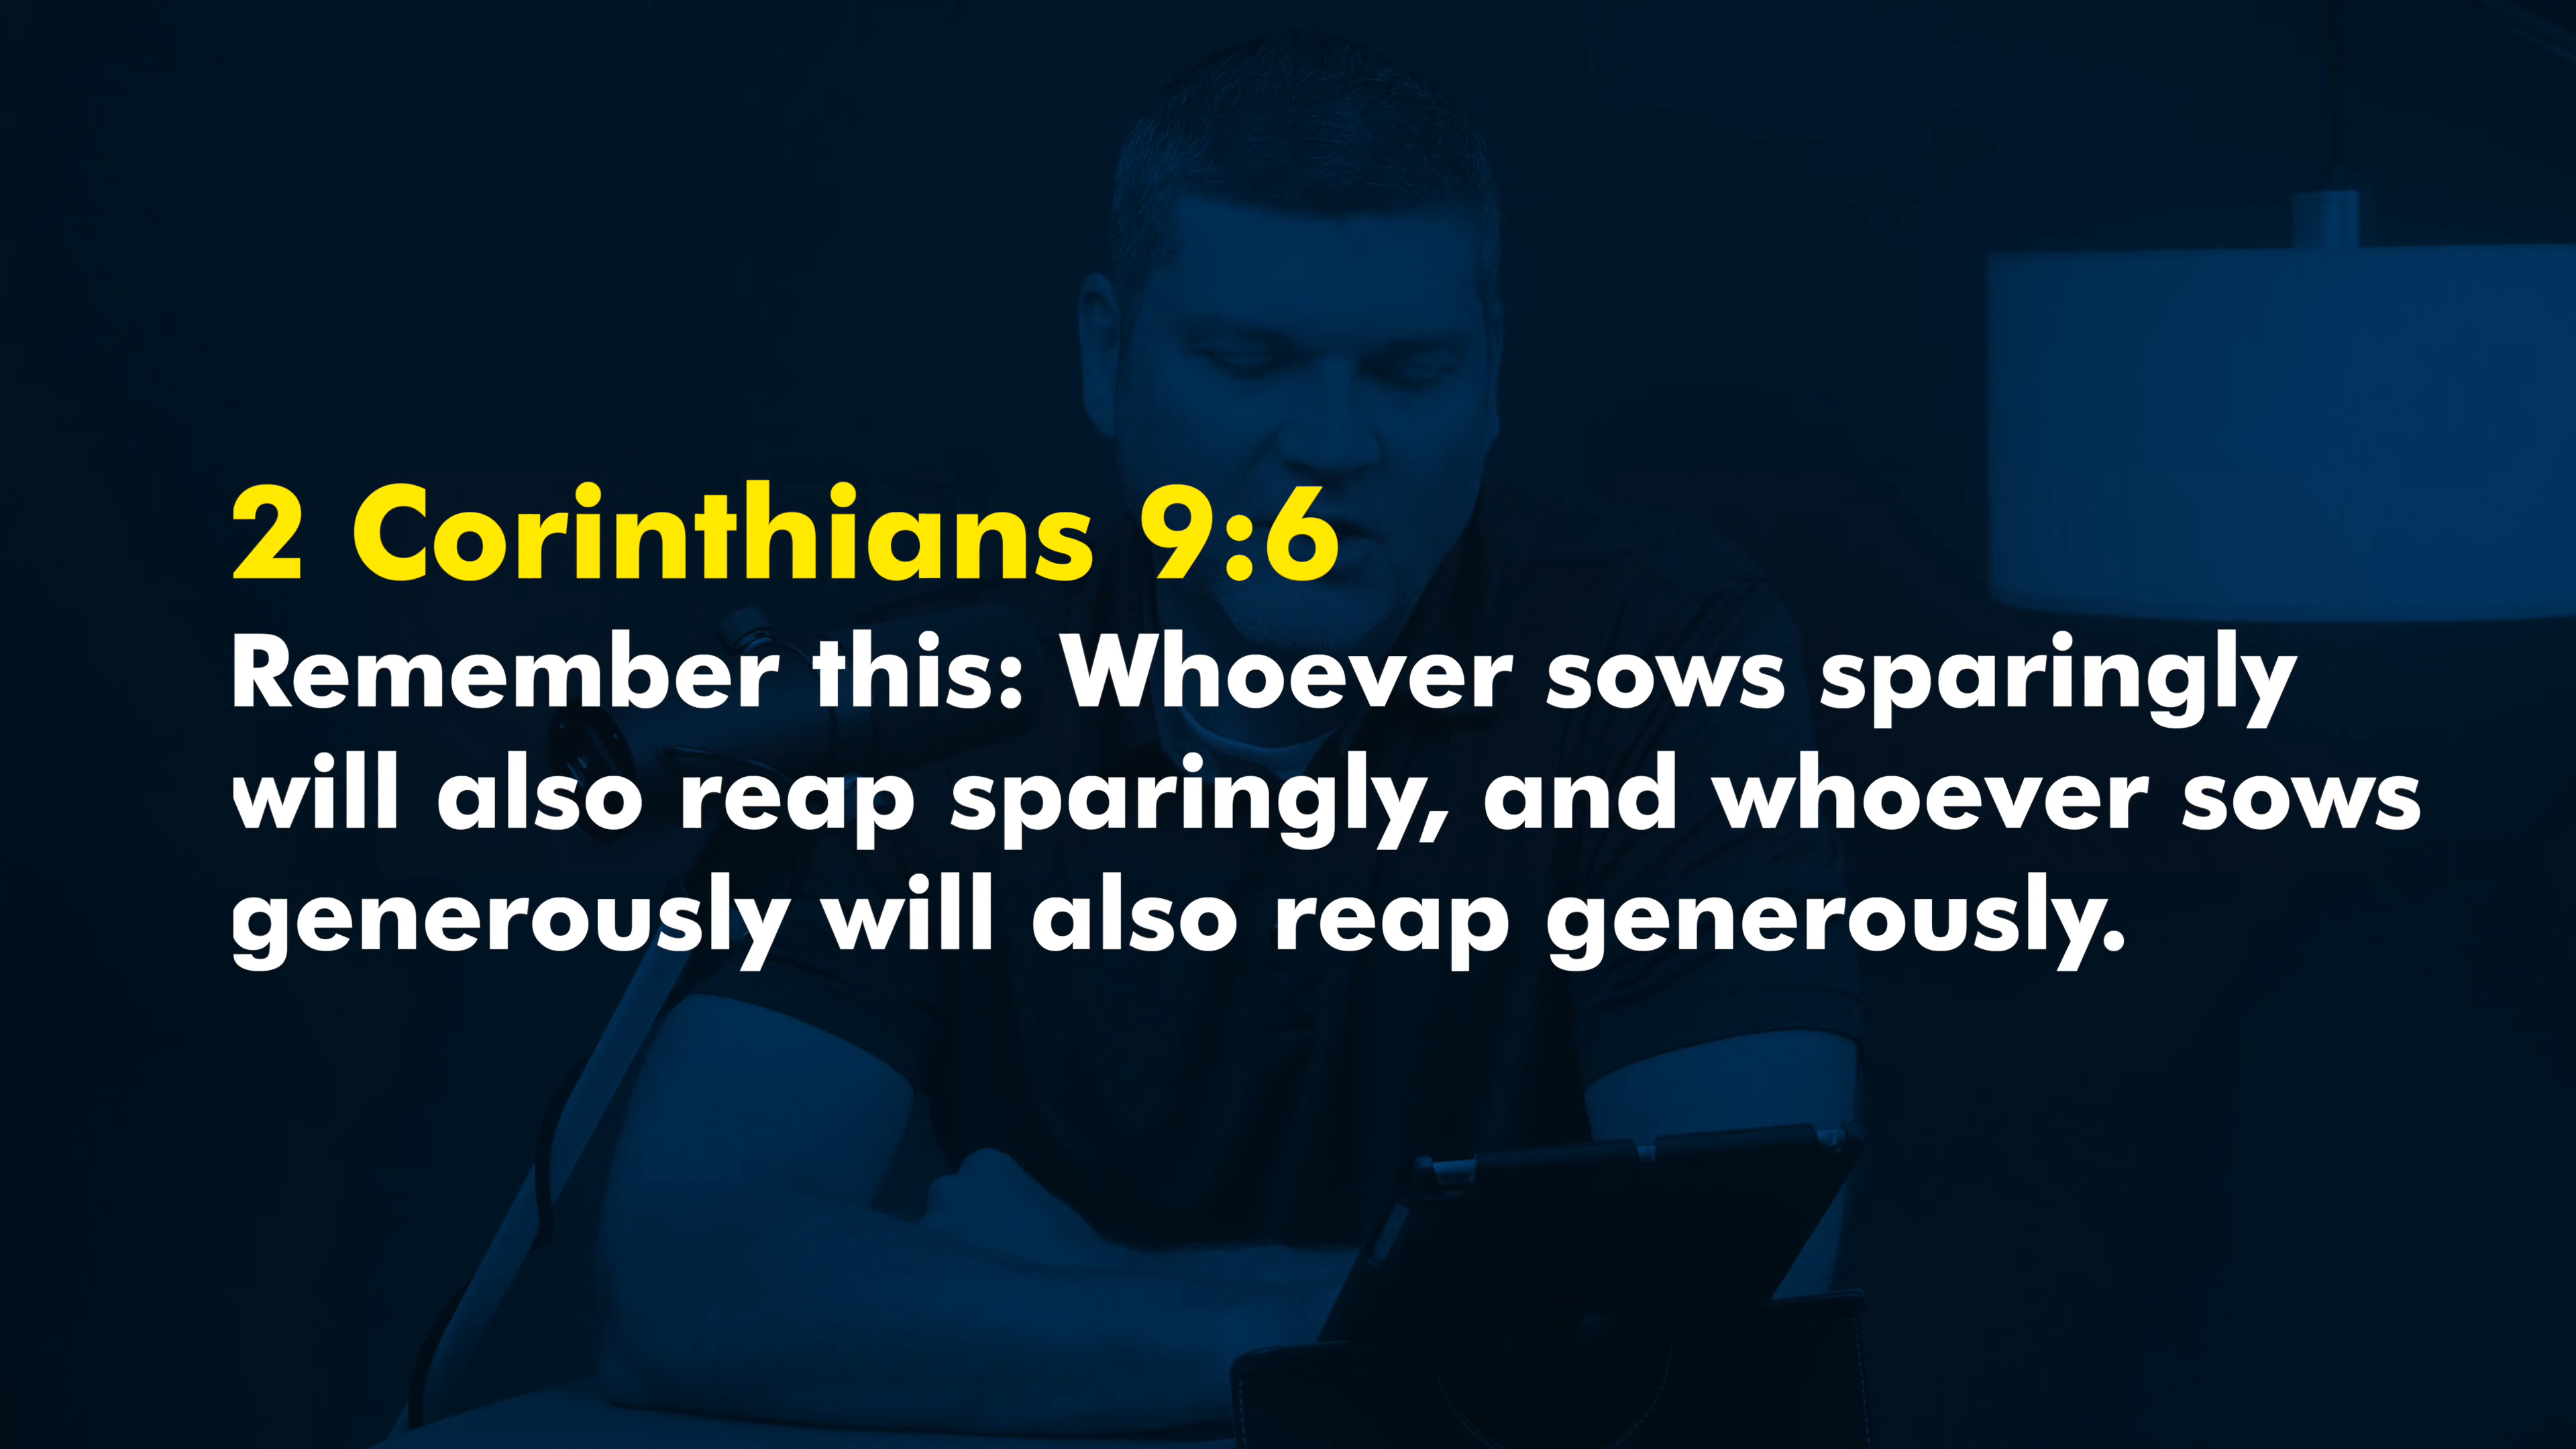 2 Corinthians 9:6
Remember this: Whoever sows sparingly
will also reap sparingly, and whoever sows
generously will also reap generously.